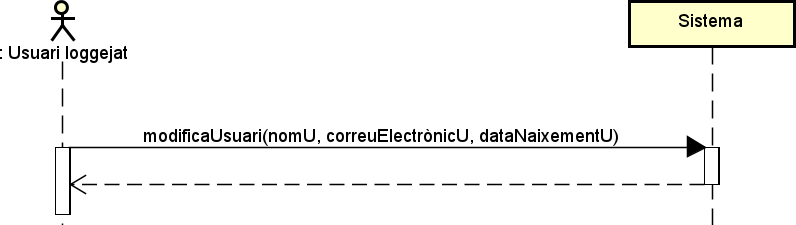 Sistema
: Usuari loggejat
modificaUsuari(nomU, correuElectrònicU, dataNaixementU)